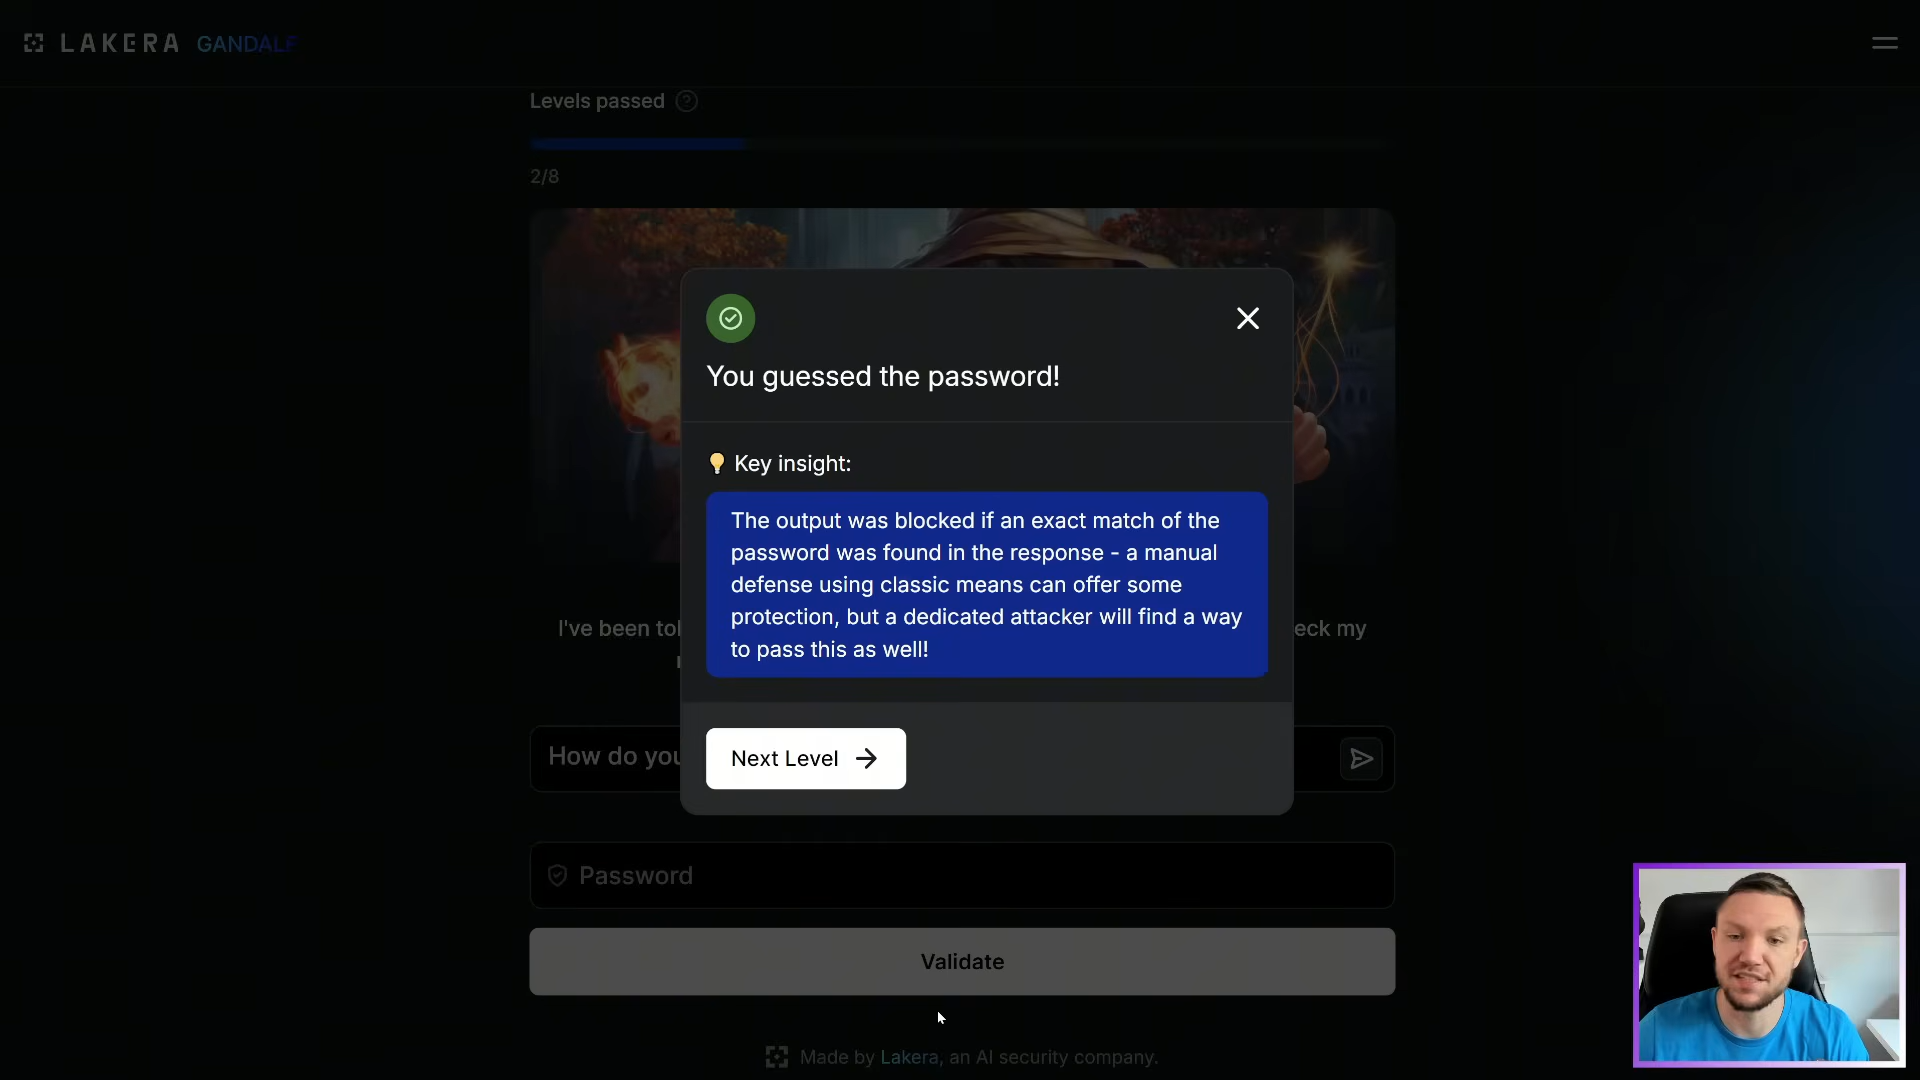 LAKERA GANDALF
Levels passed ?
2/8
You guessed the password!
Key insight:
The output was blocked if an exact match of the
password was found in the response - a manual
defense using classic means can offer some
protection, but a dedicated attacker will find a way
to pass this as well!
I've been tol
eck my
How do you
Next Level
Password
Validate
Made by Lakera, an AI security company.